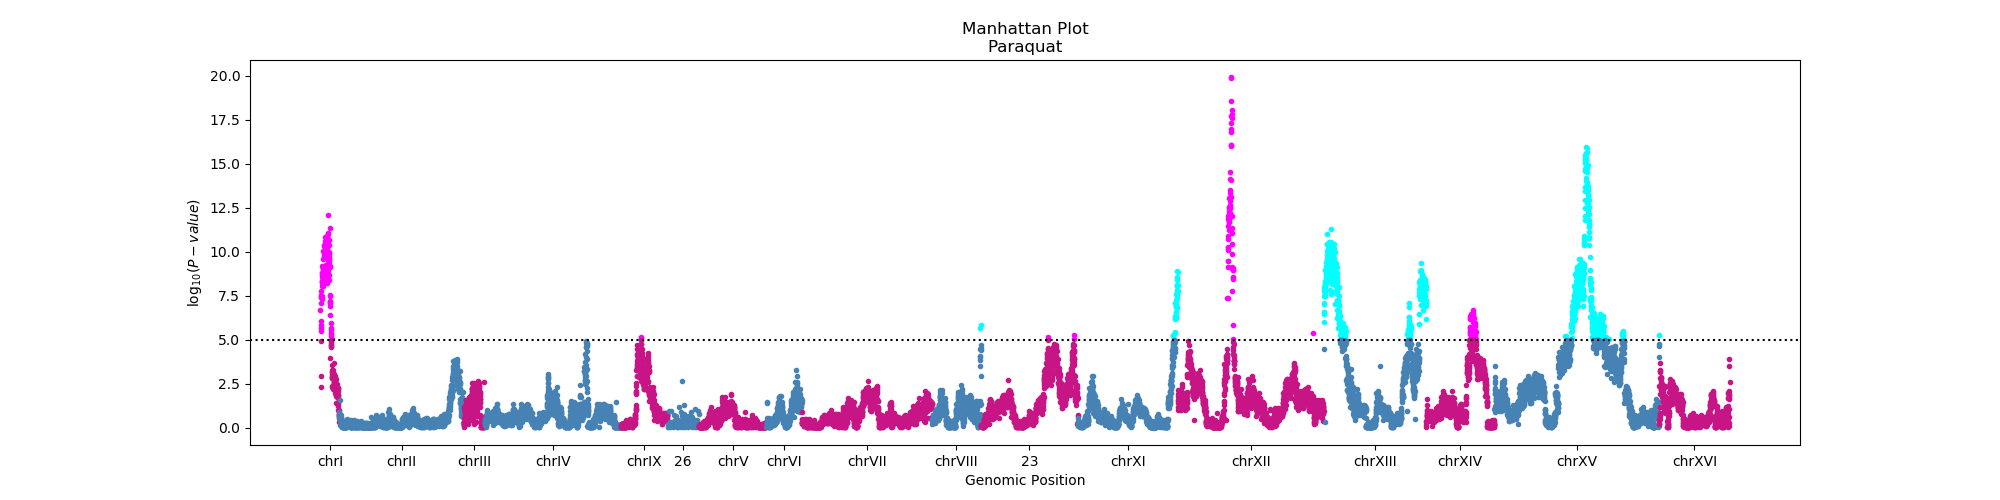 Manhattan Plot
Paraquat
log10(P − value)
20.0
17.5
15.0
12.5
10.0
7.5
5.0
2.5
0.0
chrI chrII chrIII chrIV chrIX 26 chrV chrVI chrVII chrVIII 23 chrXI chrXII chrXIII chrXIV chrXV chrXVI
Genomic Position